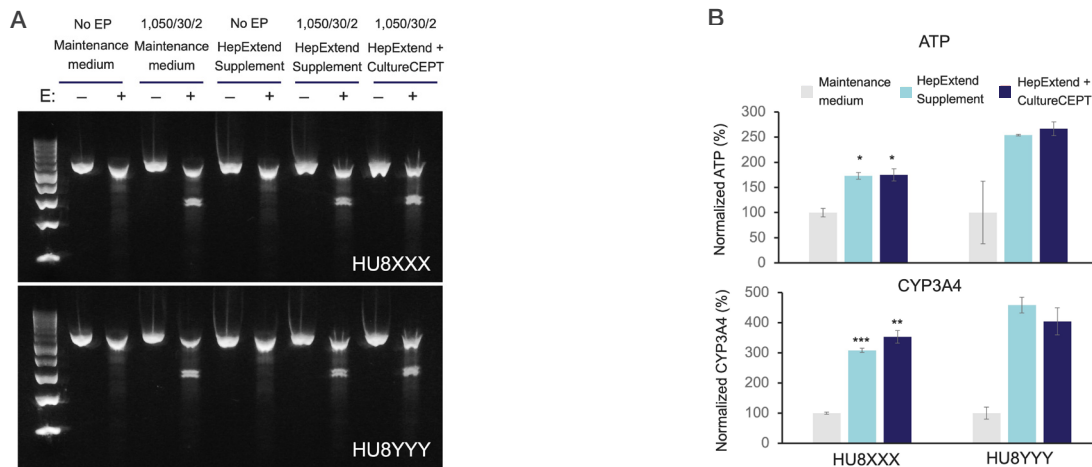 A
No EP 1,050/30/2 No EP 1,050/30/2 1,050/30/2
Maintenance Maintenance HepExtend HepExtend HepExtend +
medium medium Supplement Supplement CultureCEPT
E: – + – + – + – + – +
HU8XXX
HU8YYY
B
ATP
Maintenance HepExtend HepExtend +
medium Supplement CultureCEPT
Normalized ATP (%)
300
250
200
150
100
50
0
* *
CYP3A4
Normalized CYP3A4 (%)
500
400
300
200
100
0
*** **
HU8XXX HU8YYY